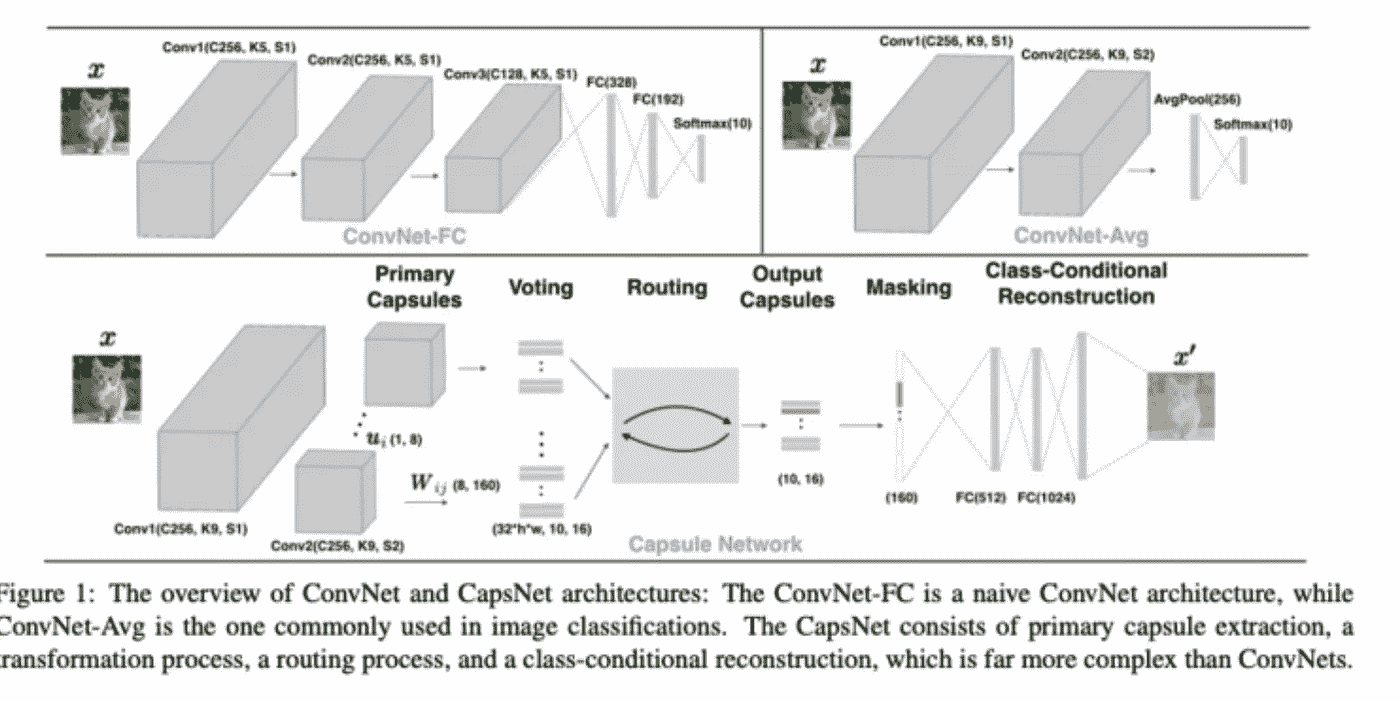 x
Conv1(C256, K5, S1)
Conv2(C256, K5, S1)
Conv3(C128, K5, S1)
FC(328)
FC(192)
Softmax(10)
ConvNet-FC
x
Conv1(C256, K9, S1)
Conv2(C256, K9, S2)
AvgPool(256)
Softmax(10)
ConvNet-Avg
Primary
Capsules
Voting
Routing
Output
Capsules
Masking
Class-Conditional
Reconstruction
x
u_i (1, 8)
W_ij (8, 160)
Conv1(C256, K9, S1)
Conv2(C256, K9, S2)
(32*h*w, 10, 16)
(10, 16)
(160)
FC(512)
FC(1024)
x′
Capsule Network
Figure 1: The overview of ConvNet and CapsNet architectures: The ConvNet-FC is a naive ConvNet architecture, while
ConvNet-Avg is the one commonly used in image classifications. The CapsNet consists of primary capsule extraction, a
transformation process, a routing process, and a class-conditional reconstruction, which is far more complex than ConvNets.